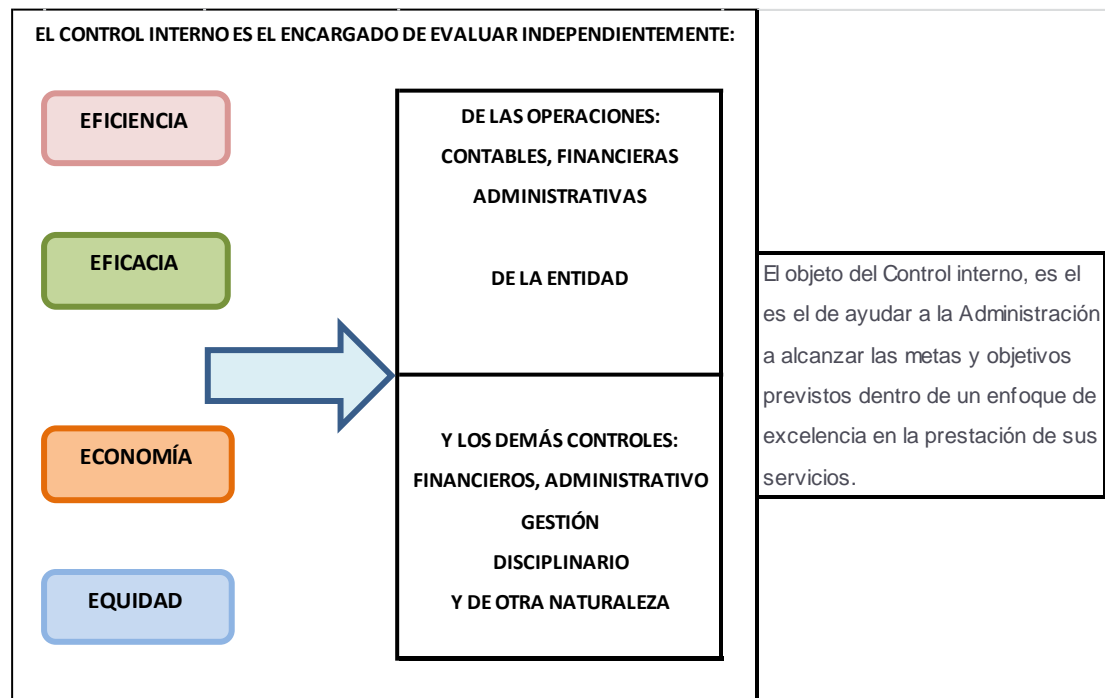 EL CONTROL INTERNO ES EL ENCARGADO DE EVALUAR INDEPENDIENTEMENTE:
EFICIENCIA
EFICACIA
ECONOMÍA
EQUIDAD
DE LAS OPERACIONES:
CONTABLES, FINANCIERAS
ADMINISTRATIVAS
DE LA ENTIDAD
Y LOS DEMÁS CONTROLES:
FINANCIEROS, ADMINISTRATIVO
GESTIÓN
DISCIPLINARIO
Y DE OTRA NATURALEZA
El objeto del Control interno, es el
es el de ayudar a la Administración
a alcanzar las metas y objetivos
previstos dentro de un enfoque de
excelencia en la prestación de sus
servicios.